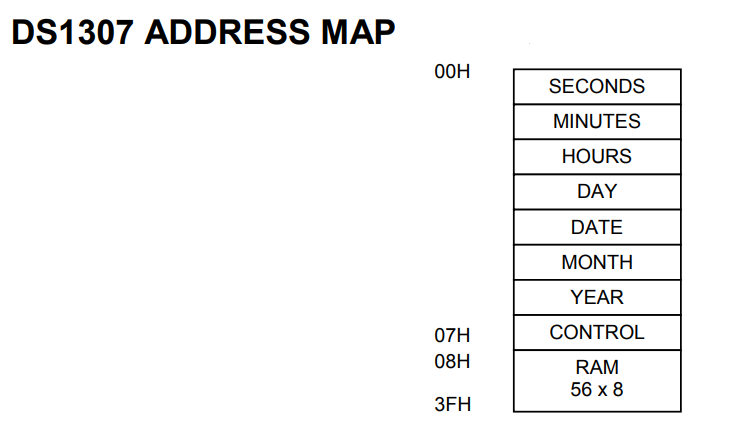 DS1307 ADDRESS MAP
00H
SECONDS
MINUTES
HOURS
DAY
DATE
MONTH
YEAR
07H
CONTROL
08H
RAM
56 x 8
3FH